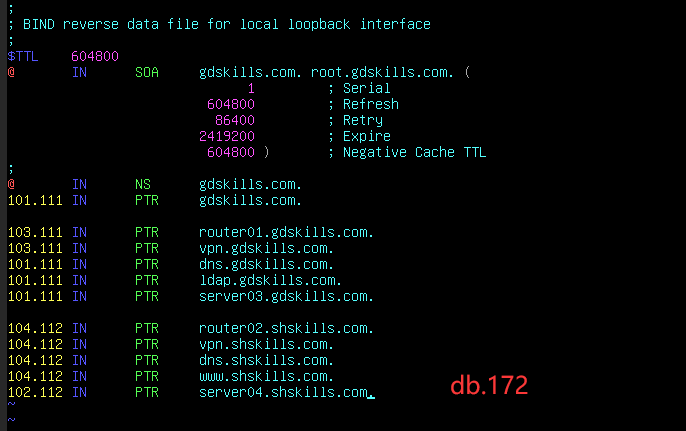 ;
; BIND reverse data file for local loopback interface
;
$TTL    604800
@       IN      SOA     gdskills.com. root.gdskills.com. (
                              1         ; Serial
                         604800         ; Refresh
                          86400         ; Retry
                        2419200         ; Expire
                         604800 )       ; Negative Cache TTL
;
@       IN      NS      gdskills.com.
101.111 IN      PTR     gdskills.com.

103.111 IN      PTR     router01.gdskills.com.
103.111 IN      PTR     vpn.gdskills.com.
101.111 IN      PTR     dns.gdskills.com.
101.111 IN      PTR     ldap.gdskills.com.
101.111 IN      PTR     server03.gdskills.com.

104.112 IN      PTR     router02.shskills.com.
104.112 IN      PTR     vpn.shskills.com.
104.112 IN      PTR     dns.shskills.com.
104.112 IN      PTR     www.shskills.com.
102.112 IN      PTR     server04.shskills.com.
db.172
~
~